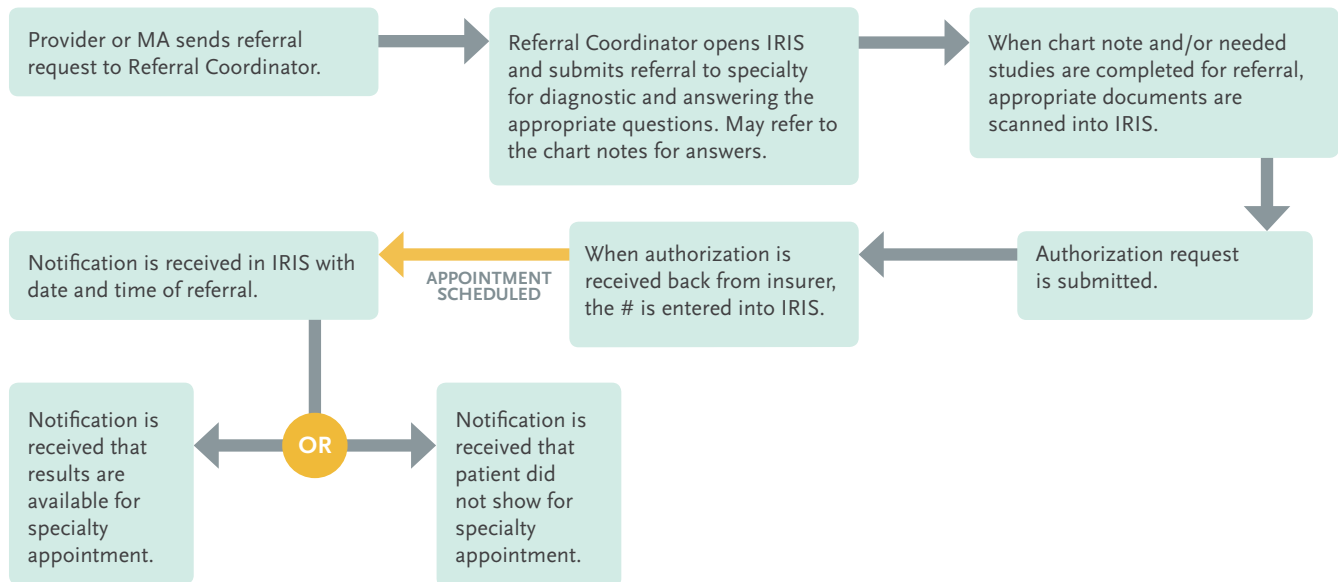 Provider or MA sends referral
request to Referral Coordinator.
Referral Coordinator opens IRIS
and submits referral to specialty
for diagnostic and answering the
appropriate questions. May refer to
the chart notes for answers.
When chart note and/or needed
studies are completed for referral,
appropriate documents are
scanned into IRIS.
Authorization request
is submitted.
When authorization is
received back from insurer,
the # is entered into IRIS.
APPOINTMENT
SCHEDULED
Notification is received in IRIS with
date and time of referral.
OR
Notification is
received that
results are
available for
specialty
appointment.
Notification is
received that
patient did
not show for
specialty
appointment.